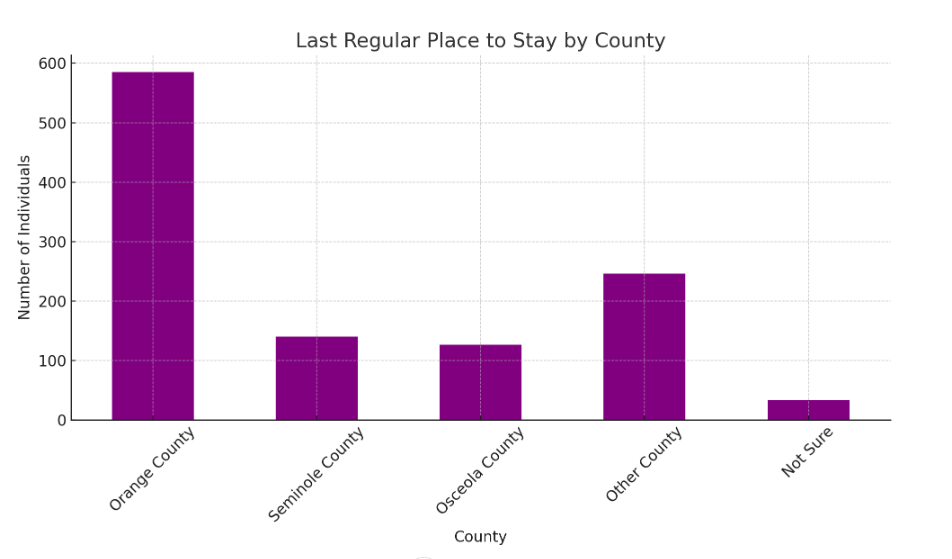 Last Regular Place to Stay by County
Number of Individuals
600
500
400
300
200
100
0
Orange County
Seminole County
Osceola County
Other County
Not Sure
County